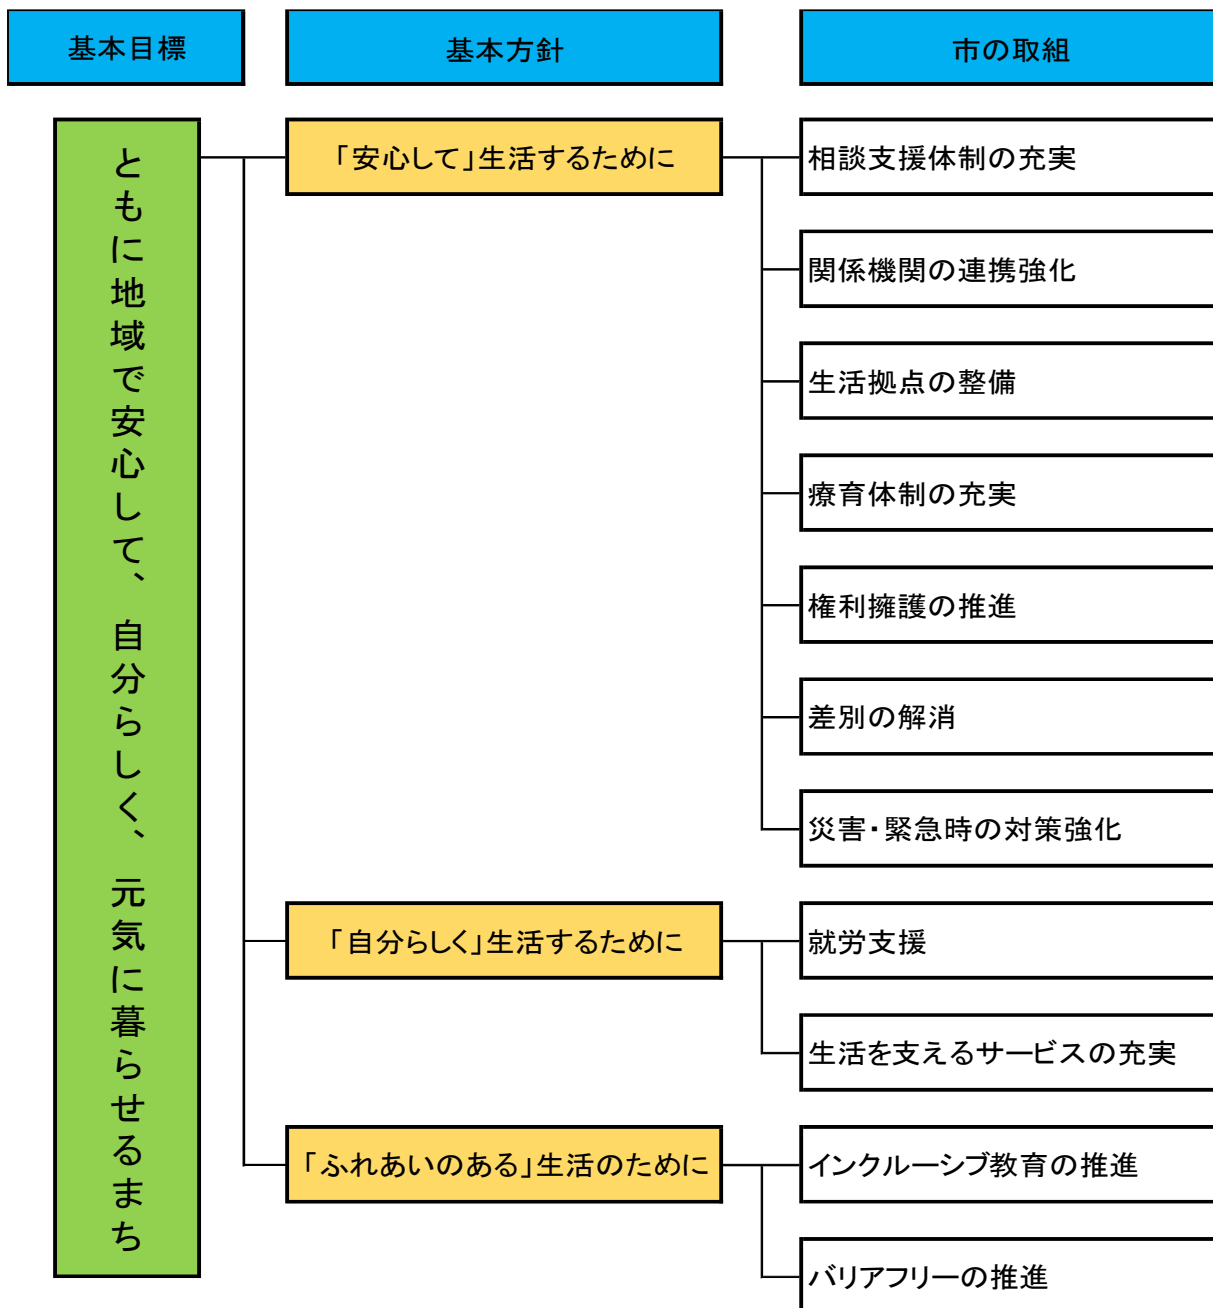 基本目標
基本方針
市の取組
ともに地域で安心して、自分らしく、元気に暮らせるまち
「安心して」生活するために
相談支援体制の充実
関係機関の連携強化
生活拠点の整備
療育体制の充実
権利擁護の推進
差別の解消
災害・緊急時の対策強化
「自分らしく」生活するために
就労支援
生活を支えるサービスの充実
「ふれあいのある」生活のために
インクルーシブ教育の推進
バリアフリーの推進